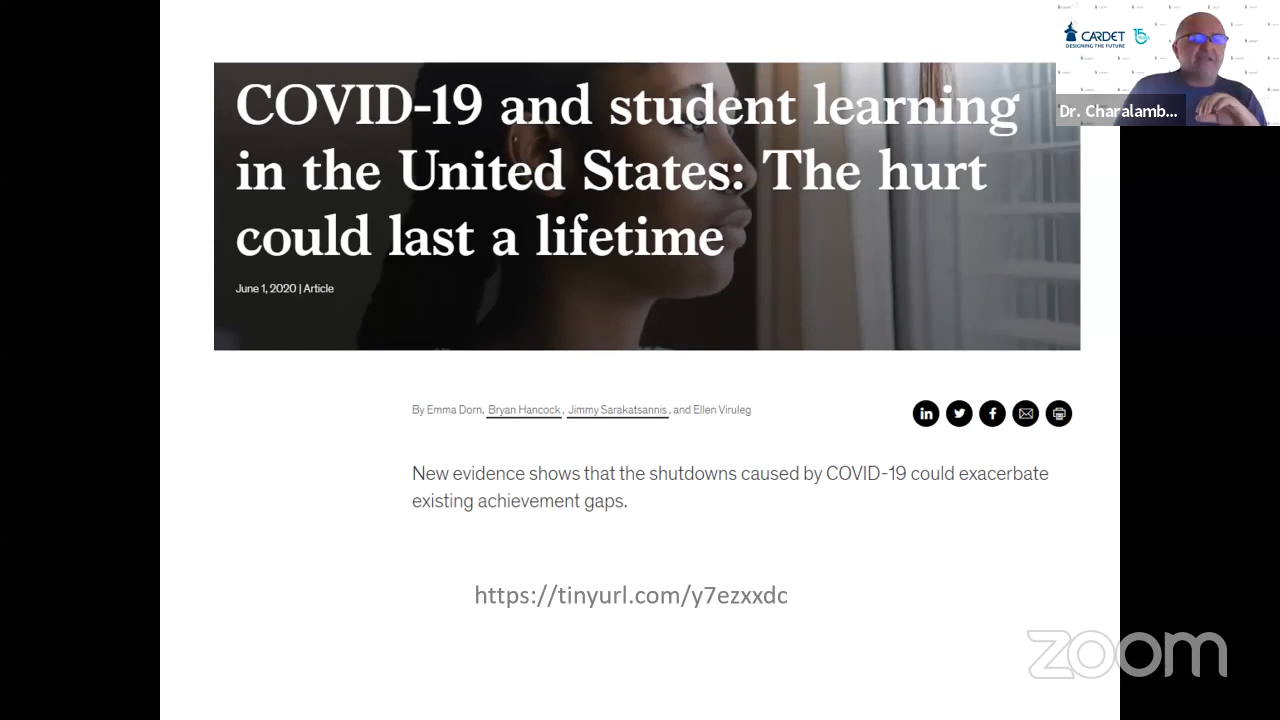 CARDET
DESIGNING THE FUTURE
15
Dr. Charalamb...
COVID-19 and student learning
in the United States: The hurt
could last a lifetime
June 1, 2020 | Article
By Emma Dorn, Bryan Hancock, Jimmy Sarakatsannis, and Ellen Viruleg
in
f
New evidence shows that the shutdowns caused by COVID-19 could exacerbate
existing achievement gaps.
https://tinyurl.com/y7ezxxdc
zoom